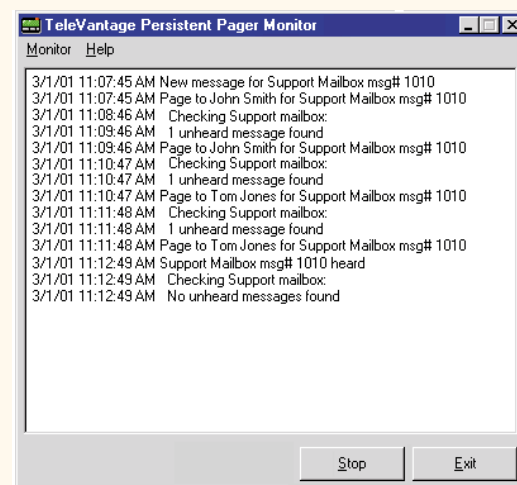 TeleVantage Persistent Pager Monitor
Monitor Help
3/1/01 11:07:45 AM New message for Support Mailbox msg# 1010
3/1/01 11:07:45 AM Page to John Smith for Support Mailbox msg# 1010
3/1/01 11:08:46 AM Checking Support mailbox:
3/1/01 11:09:46 AM 1 unheard message found
3/1/01 11:09:46 AM Page to John Smith for Support Mailbox msg# 1010
3/1/01 11:10:47 AM Checking Support mailbox:
3/1/01 11:10:47 AM 1 unheard message found
3/1/01 11:10:47 AM Page to Tom Jones for Support Mailbox msg# 1010
3/1/01 11:11:48 AM Checking Support mailbox:
3/1/01 11:11:48 AM 1 unheard message found
3/1/01 11:11:48 AM Page to Tom Jones for Support Mailbox msg# 1010
3/1/01 11:12:49 AM Support Mailbox msg# 1010 heard
3/1/01 11:12:49 AM Checking Support mailbox:
3/1/01 11:12:49 AM No unheard messages found
Stop Exit